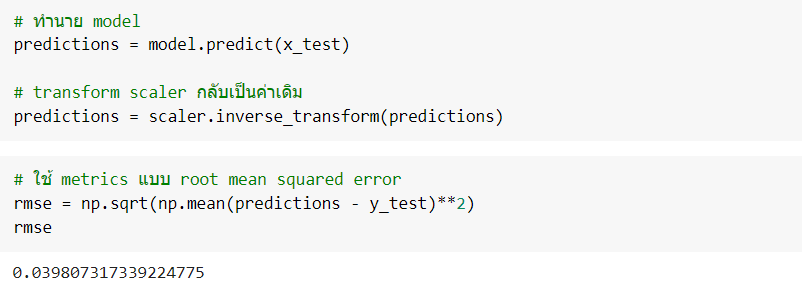 # ทำนาย model
predictions = model.predict(x_test)
# transform scaler กลับเป็นค่าเดิม
predictions = scaler.inverse_transform(predictions)
# ใช้ metrics แบบ root mean squared error
rmse = np.sqrt(np.mean(predictions - y_test)**2)
rmse
0.039807317339224775